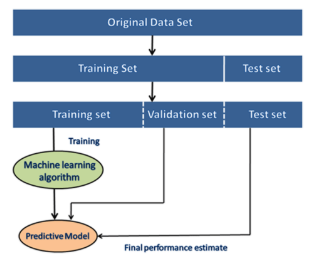 Original Data Set
Training Set Test set
Training set Validation set Test set
Training
Machine learning
algorithm
Predictive Model
Final performance estimate